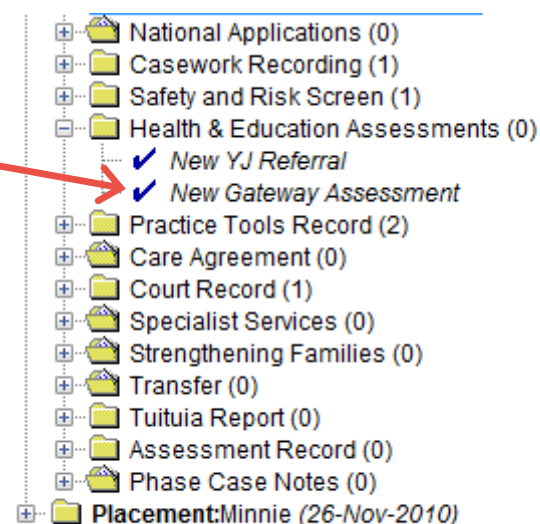 National Applications (0)
Casework Recording (1)
Safety and Risk Screen (1)
Health & Education Assessments (0)
New YJ Referral
New Gateway Assessment
Practice Tools Record (2)
Care Agreement (0)
Court Record (1)
Specialist Services (0)
Strengthening Families (0)
Transfer (0)
Tuituia Report (0)
Assessment Record (0)
Phase Case Notes (0)
Placement:Minnie (26-Nov-2010)